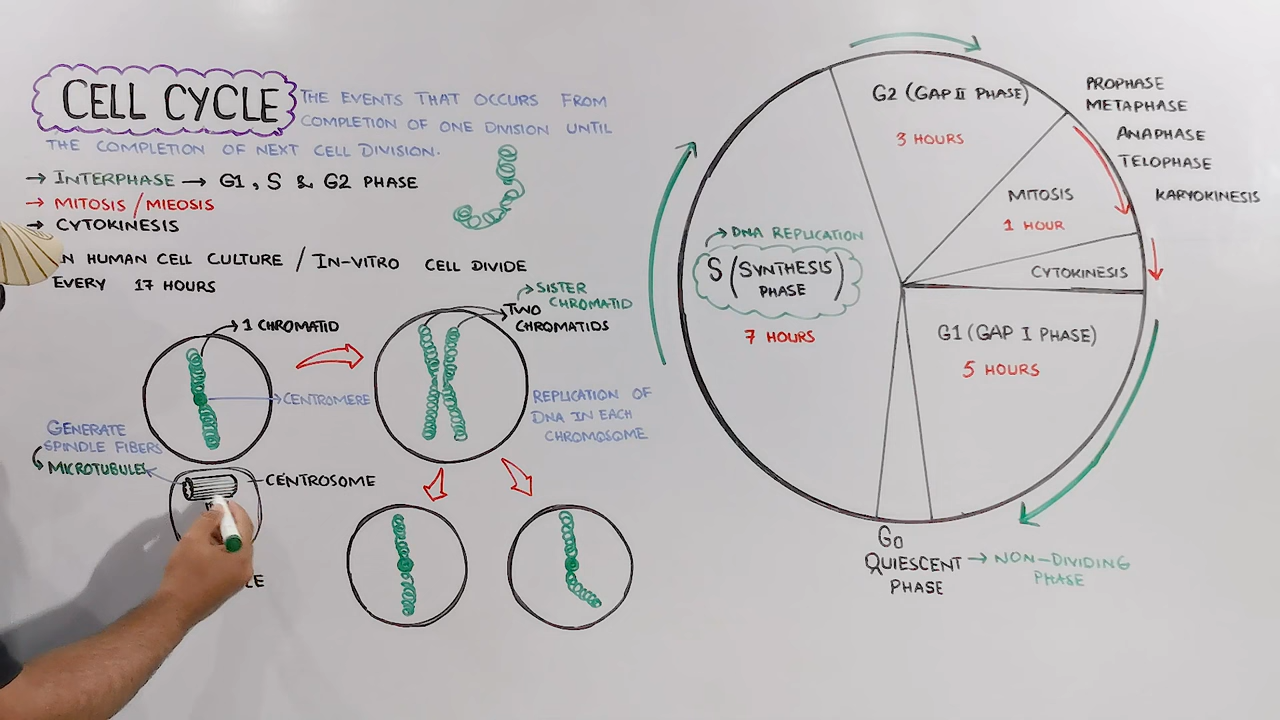 CELL CYCLE
THE EVENTS THAT OCCURS FROM
COMPLETION OF ONE DIVISION UNTIL
THE COMPLETION OF NEXT CELL DIVISION.
→ INTERPHASE → G1, S & G2 PHASE
→ MITOSIS / MIEOSIS
→ CYTOKINESIS
HUMAN CELL CULTURE / IN-VITRO CELL DIVIDE
EVERY 17 HOURS
1 CHROMATID
CENTROMERE
SISTER
CHROMATID
TWO
CHROMATIDS
REPLICATION OF
DNA IN EACH
CHROMOSOME
GENERATE
SPINDLE FIBERS
MICROTUBULES
CENTROSOME
G2 (GAP II PHASE)
3 HOURS
PROPHASE
METAPHASE
ANAPHASE
TELOPHASE
KARYOKINESIS
MITOSIS
1 HOUR
CYTOKINESIS
DNA REPLICATION
S (SYNTHESIS
PHASE)
7 HOURS
G1 (GAP I PHASE)
5 HOURS
G0
QUIESCENT → NON-DIVIDING
PHASE
PHASE